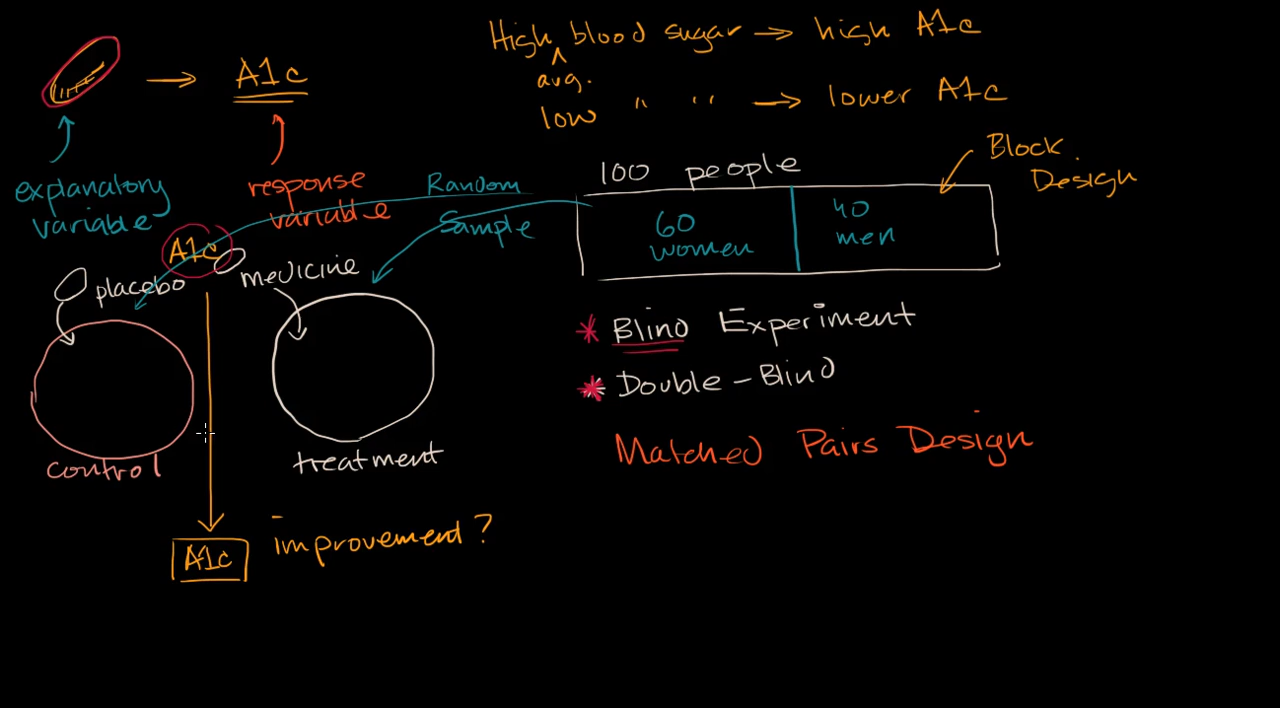 High blood sugar → high A1c
^
avg.
low " " → lower A1c
→ A1c
explanatory
variable
response
variable
Random
Sample
100 people
60
women
40
men
Block
Design
A1c
placebo
medicine
control
treatment
* Blind Experiment
* Double-Blind
Matched Pairs Design
A1c
improvement?